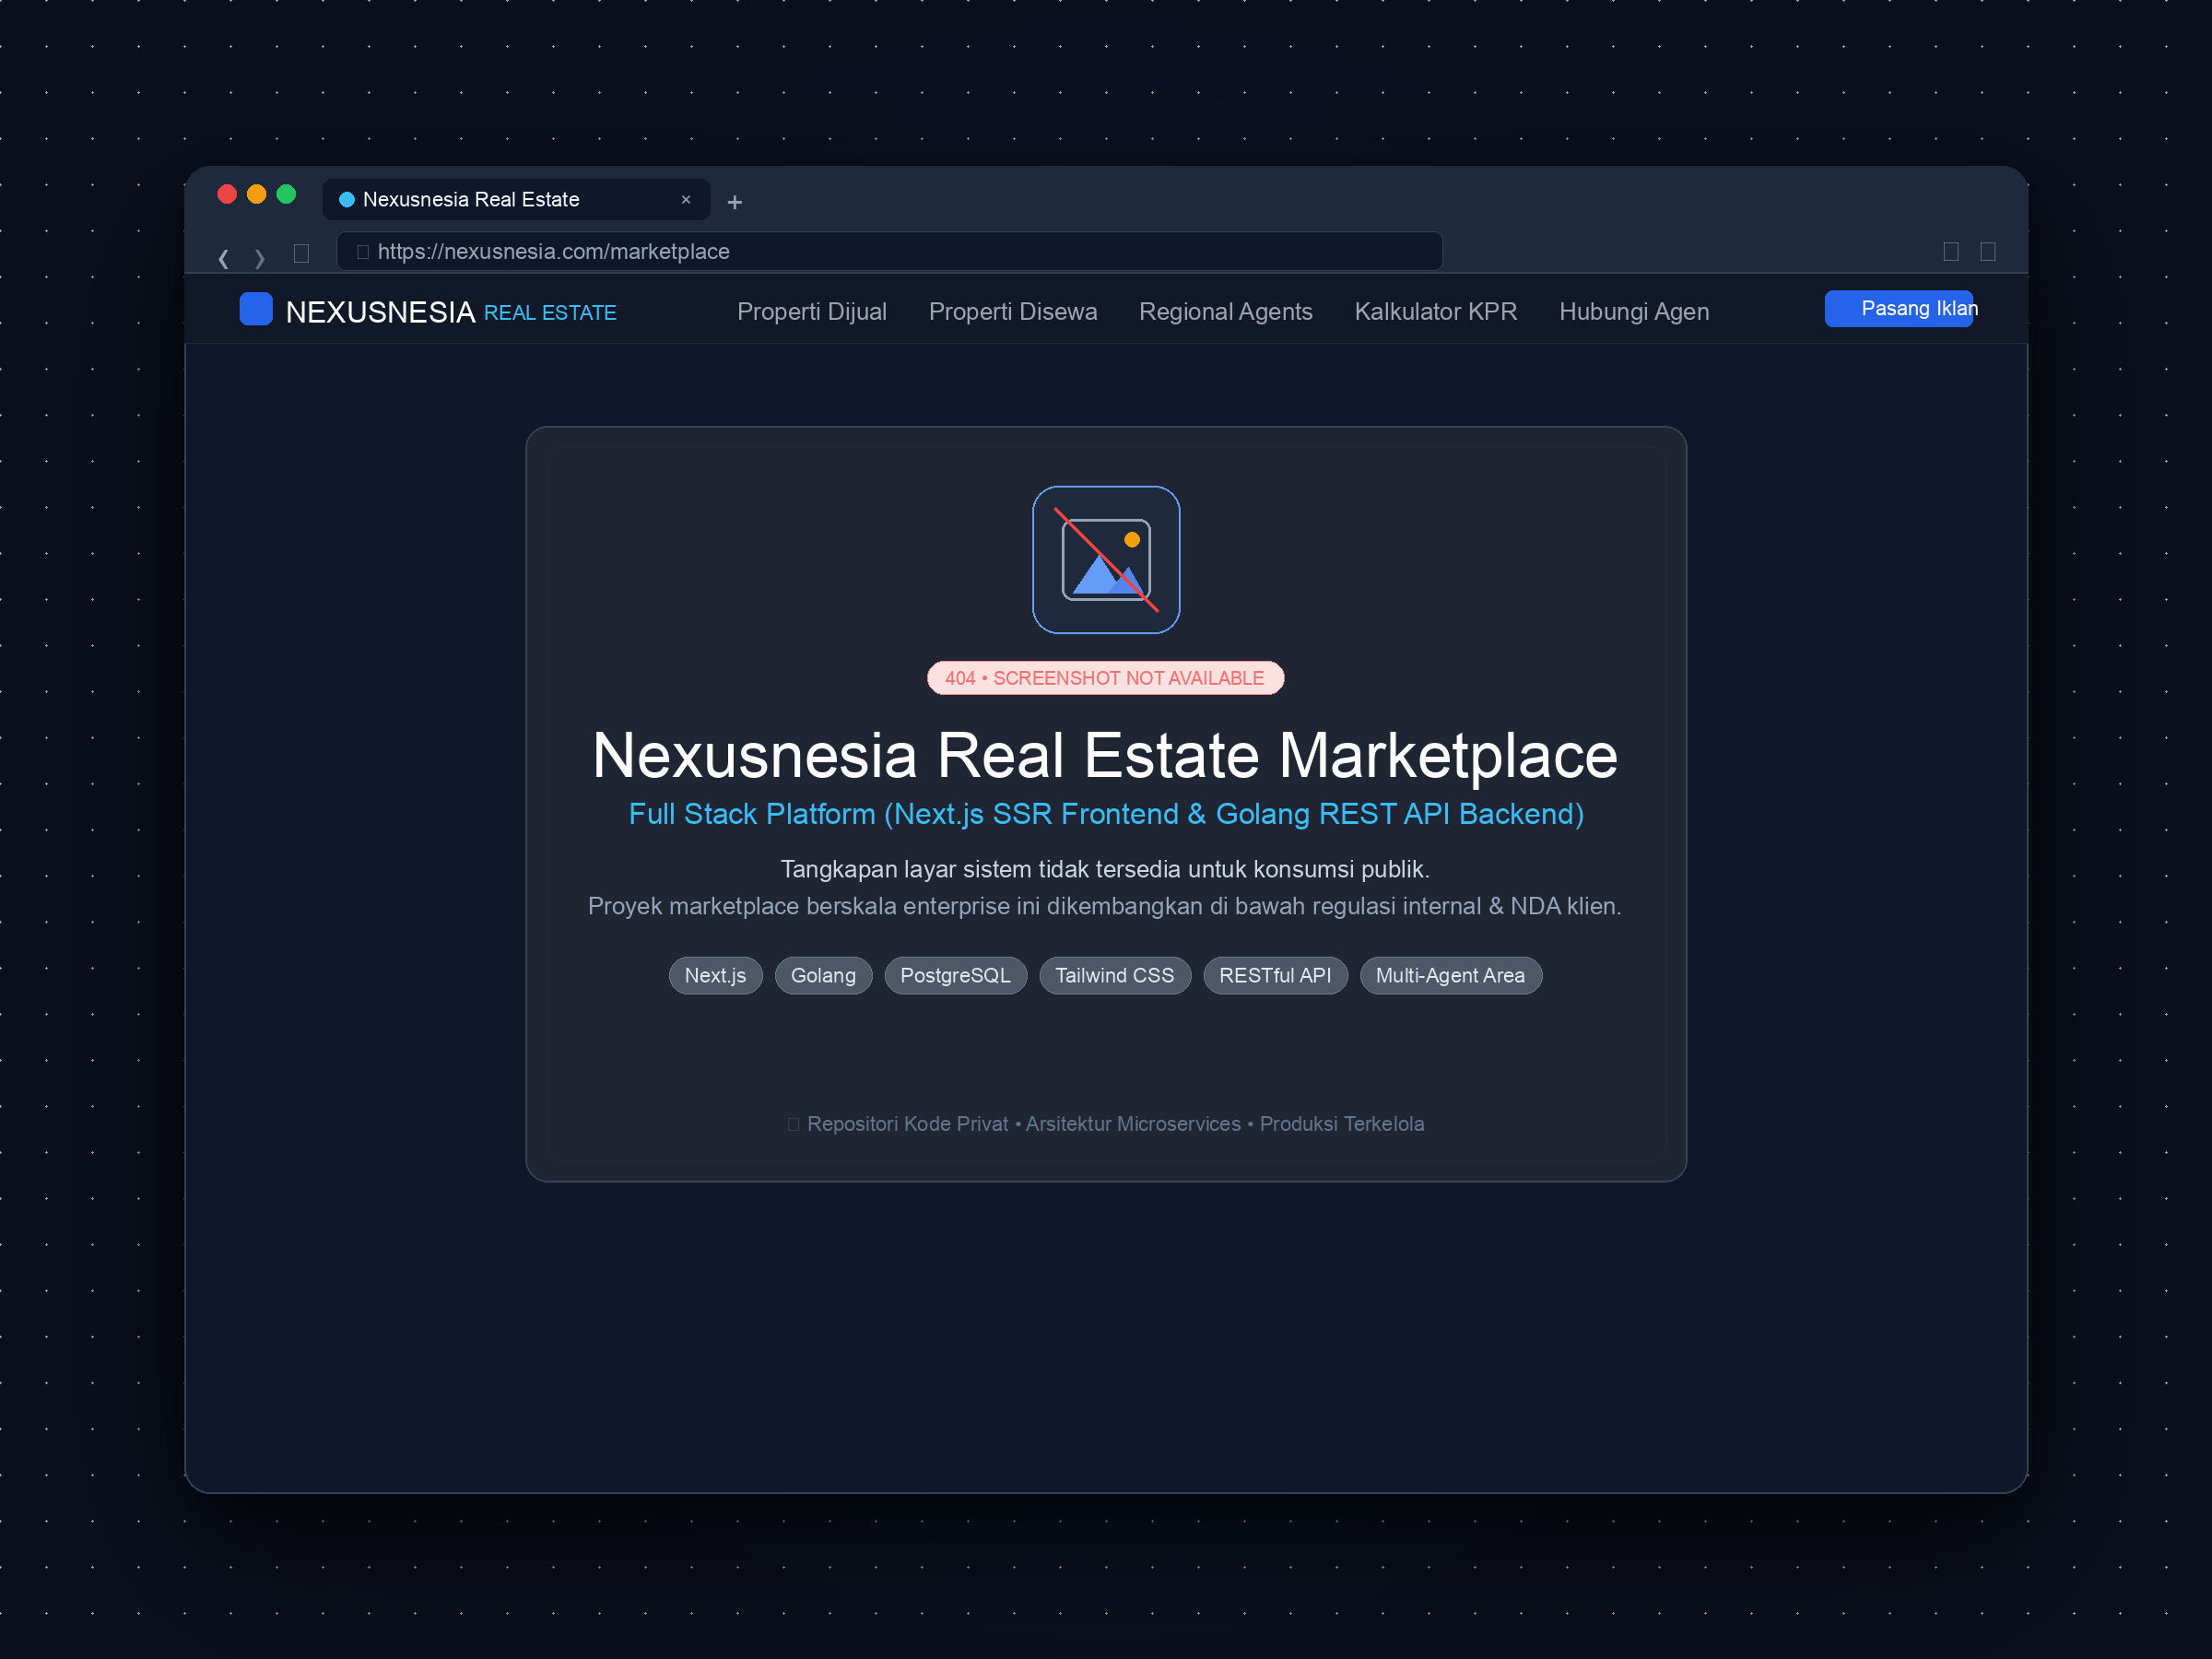 Nexusnesia Real Estate × +
https://nexusnesia.com/marketplace
NEXUSNESIA REAL ESTATE Properti Dijual Properti Disewa Regional Agents Kalkulator KPR Hubungi Agen Pasang Iklan
404 • SCREENSHOT NOT AVAILABLE
Nexusnesia Real Estate Marketplace
Full Stack Platform (Next.js SSR Frontend & Golang REST API Backend)
Tangkapan layar sistem tidak tersedia untuk konsumsi publik.
Proyek marketplace berskala enterprise ini dikembangkan di bawah regulasi internal & NDA klien.
Next.js Golang PostgreSQL Tailwind CSS RESTful API Multi-Agent Area
Repositori Kode Privat • Arsitektur Microservices • Produksi Terkelola